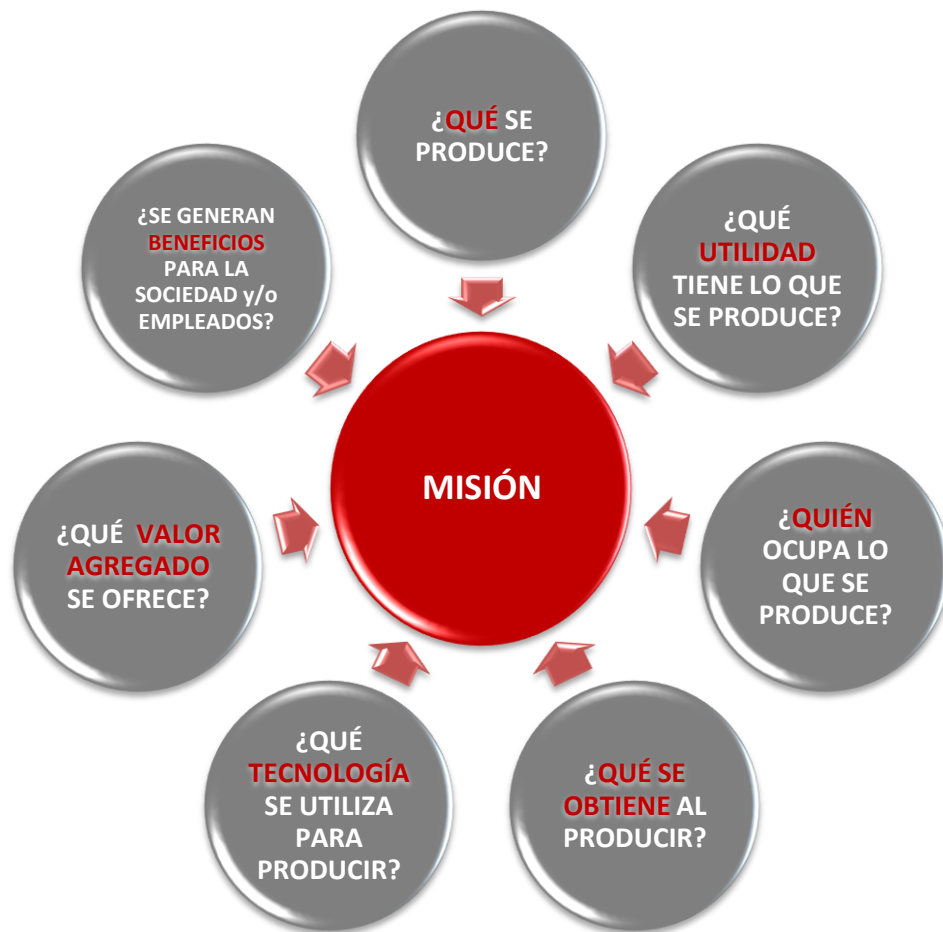 ¿QUÉ SE
PRODUCE?
¿QUÉ
UTILIDAD
TIENE LO QUE
SE PRODUCE?
¿QUIÉN
OCUPA LO
QUE SE
PRODUCE?
¿QUÉ SE
OBTIENE AL
PRODUCIR?
¿QUÉ
TECNOLOGÍA
SE UTILIZA
PARA
PRODUCIR?
¿QUÉ VALOR
AGREGADO
SE OFRECE?
¿SE GENERAN
BENEFICIOS
PARA LA
SOCIEDAD y/o
EMPLEADOS?
MISIÓN